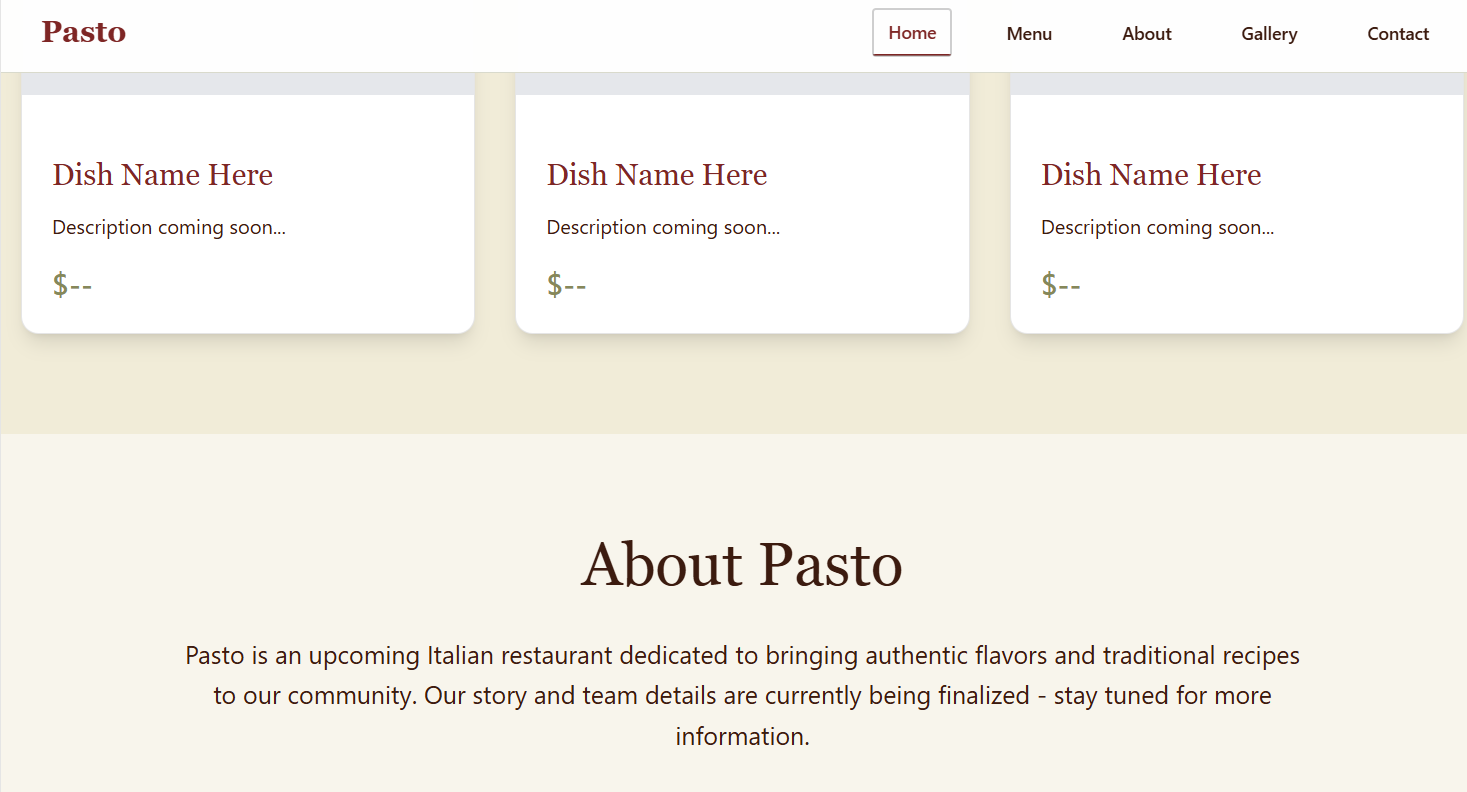 Pasto
Home Menu About Gallery Contact
Dish Name Here
Description coming soon...
$--
Dish Name Here
Description coming soon...
$--
Dish Name Here
Description coming soon...
$--
About Pasto
Pasto is an upcoming Italian restaurant dedicated to bringing authentic flavors and traditional recipes
to our community. Our story and team details are currently being finalized - stay tuned for more
information.